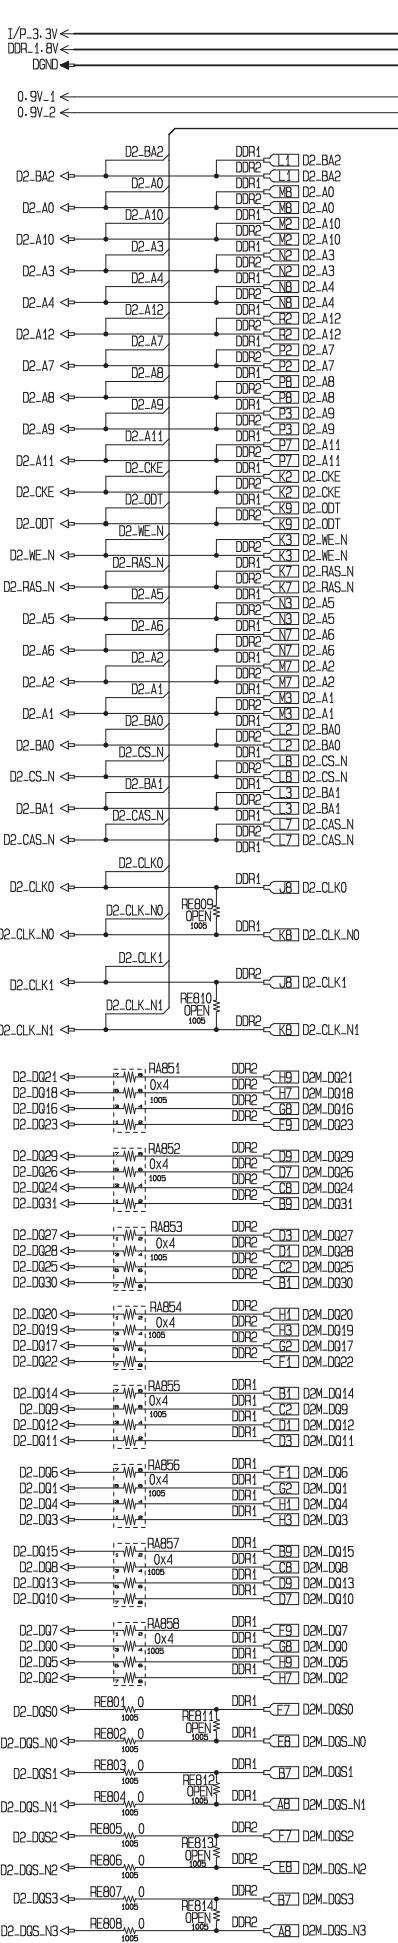 I/P_3.3V
DDR_1.8V
DGND
0.9V_1
0.9V_2
D2_BA2 DDR1 L1 D2_BA2
D2_BA2 DDR2 L1 D2_BA2
D2_A0 DDR1 M8 D2_A0
D2_A0 DDR2 M8 D2_A0
D2_A10 DDR1 M2 D2_A10
D2_A10 DDR2 M2 D2_A10
D2_A3 DDR1 N2 D2_A3
D2_A3 DDR2 N2 D2_A3
D2_A4 DDR1 N8 D2_A4
D2_A4 DDR2 N8 D2_A4
D2_A12 DDR1 R2 D2_A12
D2_A12 DDR2 R2 D2_A12
D2_A7 DDR1 P2 D2_A7
D2_A7 DDR2 P2 D2_A7
D2_A8 DDR1 P8 D2_A8
D2_A8 DDR2 P8 D2_A8
D2_A9 DDR1 P3 D2_A9
D2_A9 DDR2 P3 D2_A9
D2_A11 DDR1 P7 D2_A11
D2_A11 DDR2 P7 D2_A11
D2_CKE DDR1 K2 D2_CKE
D2_CKE DDR2 K2 D2_CKE
D2_ODT DDR1 K9 D2_ODT
D2_ODT DDR2 K9 D2_ODT
D2_WE_N K3 D2_WE_N
D2_WE_N DDR2 K3 D2_WE_N
D2_RAS_N DDR1 K7 D2_RAS_N
D2_RAS_N DDR2 K7 D2_RAS_N
D2_A5 DDR1 N3 D2_A5
D2_A5 DDR2 N3 D2_A5
D2_A6 DDR1 N7 D2_A6
D2_A6 DDR2 N7 D2_A6
D2_A2 DDR1 M7 D2_A2
D2_A2 DDR2 M7 D2_A2
D2_A1 DDR1 M3 D2_A1
D2_A1 DDR2 M3 D2_A1
D2_BA0 DDR1 L2 D2_BA0
D2_BA0 DDR2 L2 D2_BA0
D2_CS_N DDR1 L8 D2_CS_N
D2_CS_N DDR2 L8 D2_CS_N
D2_BA1 DDR1 L3 D2_BA1
D2_BA1 DDR2 L3 D2_BA1
D2_CAS_N DDR1 L7 D2_CAS_N
D2_CAS_N DDR2 L7 D2_CAS_N
DDR1
D2_CLK0
D2_CLK0 DDR1 J8 D2_CLK0
RE809
OPEN
1005
D2_CLK_N0
D2_CLK_N0 DDR1 K8 D2_CLK_N0
D2_CLK1
D2_CLK1 DDR2 J8 D2_CLK1
RE810
OPEN
1005
D2_CLK_N1
D2_CLK_N1 DDR2 K8 D2_CLK_N1
D2_DQ21 RA851 DDR2 H9 D2M_DQ21
D2_DQ18 0x4 DDR2 H7 D2M_DQ18
D2_DQ16 1005 DDR2 G8 D2M_DQ16
D2_DQ23 DDR2 F9 D2M_DQ23
D2_DQ29 RA852 DDR2 D9 D2M_DQ29
D2_DQ26 0x4 DDR2 D7 D2M_DQ26
D2_DQ24 1005 DDR2 C8 D2M_DQ24
D2_DQ31 DDR2 B9 D2M_DQ31
D2_DQ27 RA853 DDR2 D3 D2M_DQ27
D2_DQ28 0x4 DDR2 D1 D2M_DQ28
D2_DQ25 1005 DDR2 C2 D2M_DQ25
D2_DQ30 DDR2 B1 D2M_DQ30
D2_DQ20 RA854 DDR2 H1 D2M_DQ20
D2_DQ19 0x4 DDR2 H3 D2M_DQ19
D2_DQ17 1005 DDR2 G2 D2M_DQ17
D2_DQ22 DDR2 F1 D2M_DQ22
D2_DQ14 RA855 DDR1 B1 D2M_DQ14
D2_DQ9 0x4 DDR1 C2 D2M_DQ9
D2_DQ12 1005 DDR1 D1 D2M_DQ12
D2_DQ11 DDR1 D3 D2M_DQ11
D2_DQ6 RA856 DDR1 F1 D2M_DQ6
D2_DQ1 0x4 DDR1 G2 D2M_DQ1
D2_DQ4 1005 DDR1 H1 D2M_DQ4
D2_DQ3 DDR1 H3 D2M_DQ3
D2_DQ15 RA857 DDR1 B9 D2M_DQ15
D2_DQ8 0x4 DDR1 C8 D2M_DQ8
D2_DQ13 1005 DDR1 D9 D2M_DQ13
D2_DQ10 DDR1 D7 D2M_DQ10
D2_DQ7 RA858 DDR1 F9 D2M_DQ7
D2_DQ0 0x4 DDR1 G8 D2M_DQ0
D2_DQ5 1005 DDR1 H9 D2M_DQ5
D2_DQ2 DDR1 H7 D2M_DQ2
D2_DQS0 RE801 0 1005 DDR1 F7 D2M_DQS0
RE811
OPEN
1005
D2_DQS_N0 RE802 0 1005 DDR1 E8 D2M_DQS_N0
D2_DQS1 RE803 0 1005 DDR1 B7 D2M_DQS1
RE812
OPEN
1005
D2_DQS_N1 RE804 0 1005 DDR1 A8 D2M_DQS_N1
D2_DQS2 RE805 0 1005 DDR2 F7 D2M_DQS2
RE813
OPEN
1005
D2_DQS_N2 RE806 0 1005 DDR2 E8 D2M_DQS_N2
D2_DQS3 RE807 0 1005 DDR2 B7 D2M_DQS3
RE814
OPEN
1005
D2_DQS_N3 RE808 0 1005 DDR2 A8 D2M_DQS_N3